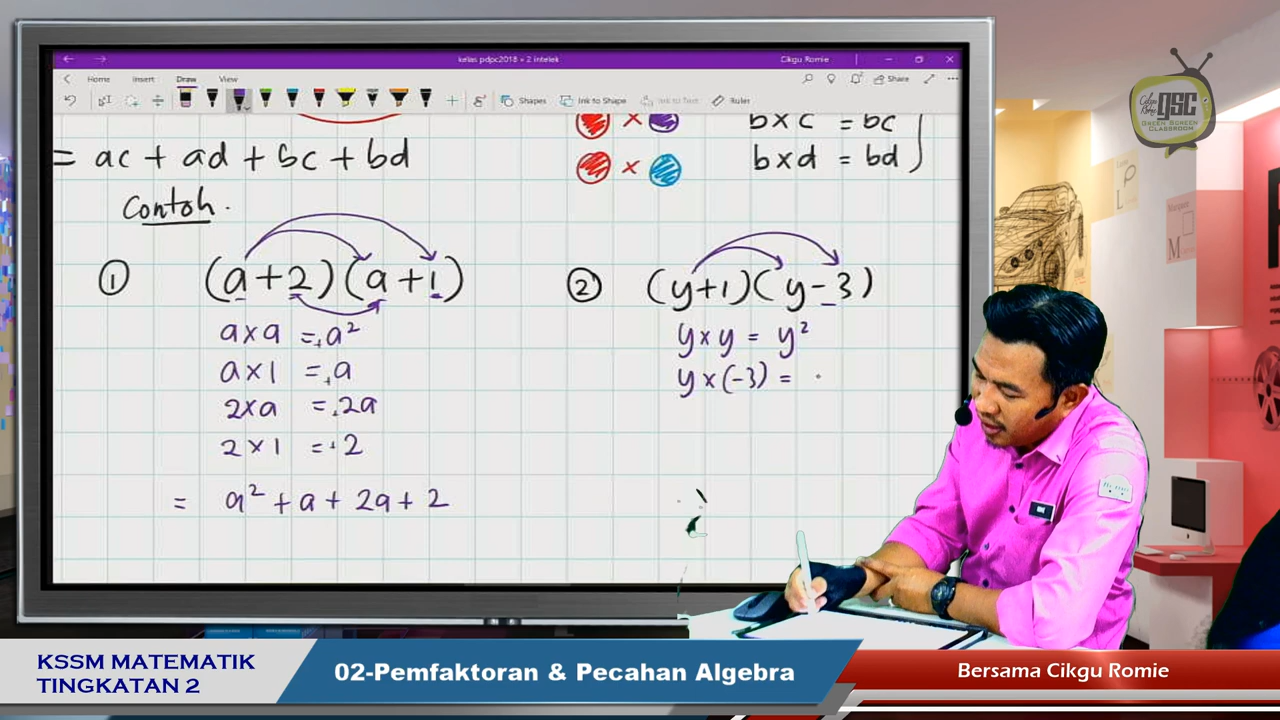 kelas pdpc2018 » 2 intelek
Cikgu Romie
Home Insert Draw View
Share
Shapes Ink to Shape Ink to Text Ruler
× b×c = bc
= ac + ad + bc + bd
× b×d = bd
Contoh.
① (a+2)(a+1)
a×a = +a²
a×1 = +a
2×a = +2a
2×1 = +2
= a² + a + 2a + 2
② (y+1)(y-3)
y×y = y²
y×(-3) =
Cikgu Romie gsc
GREEN SCREEN
CLASSROOM
KSSM MATEMATIK
TINGKATAN 2
02-Pemfaktoran & Pecahan Algebra
Bersama Cikgu Romie